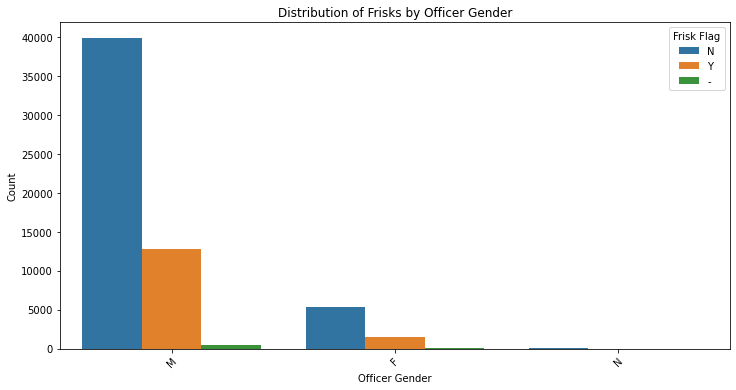 Distribution of Frisks by Officer Gender
Frisk Flag
N
Y
-
40000
35000
30000
25000
20000
15000
10000
5000
0
Count
M
F
N
Officer Gender